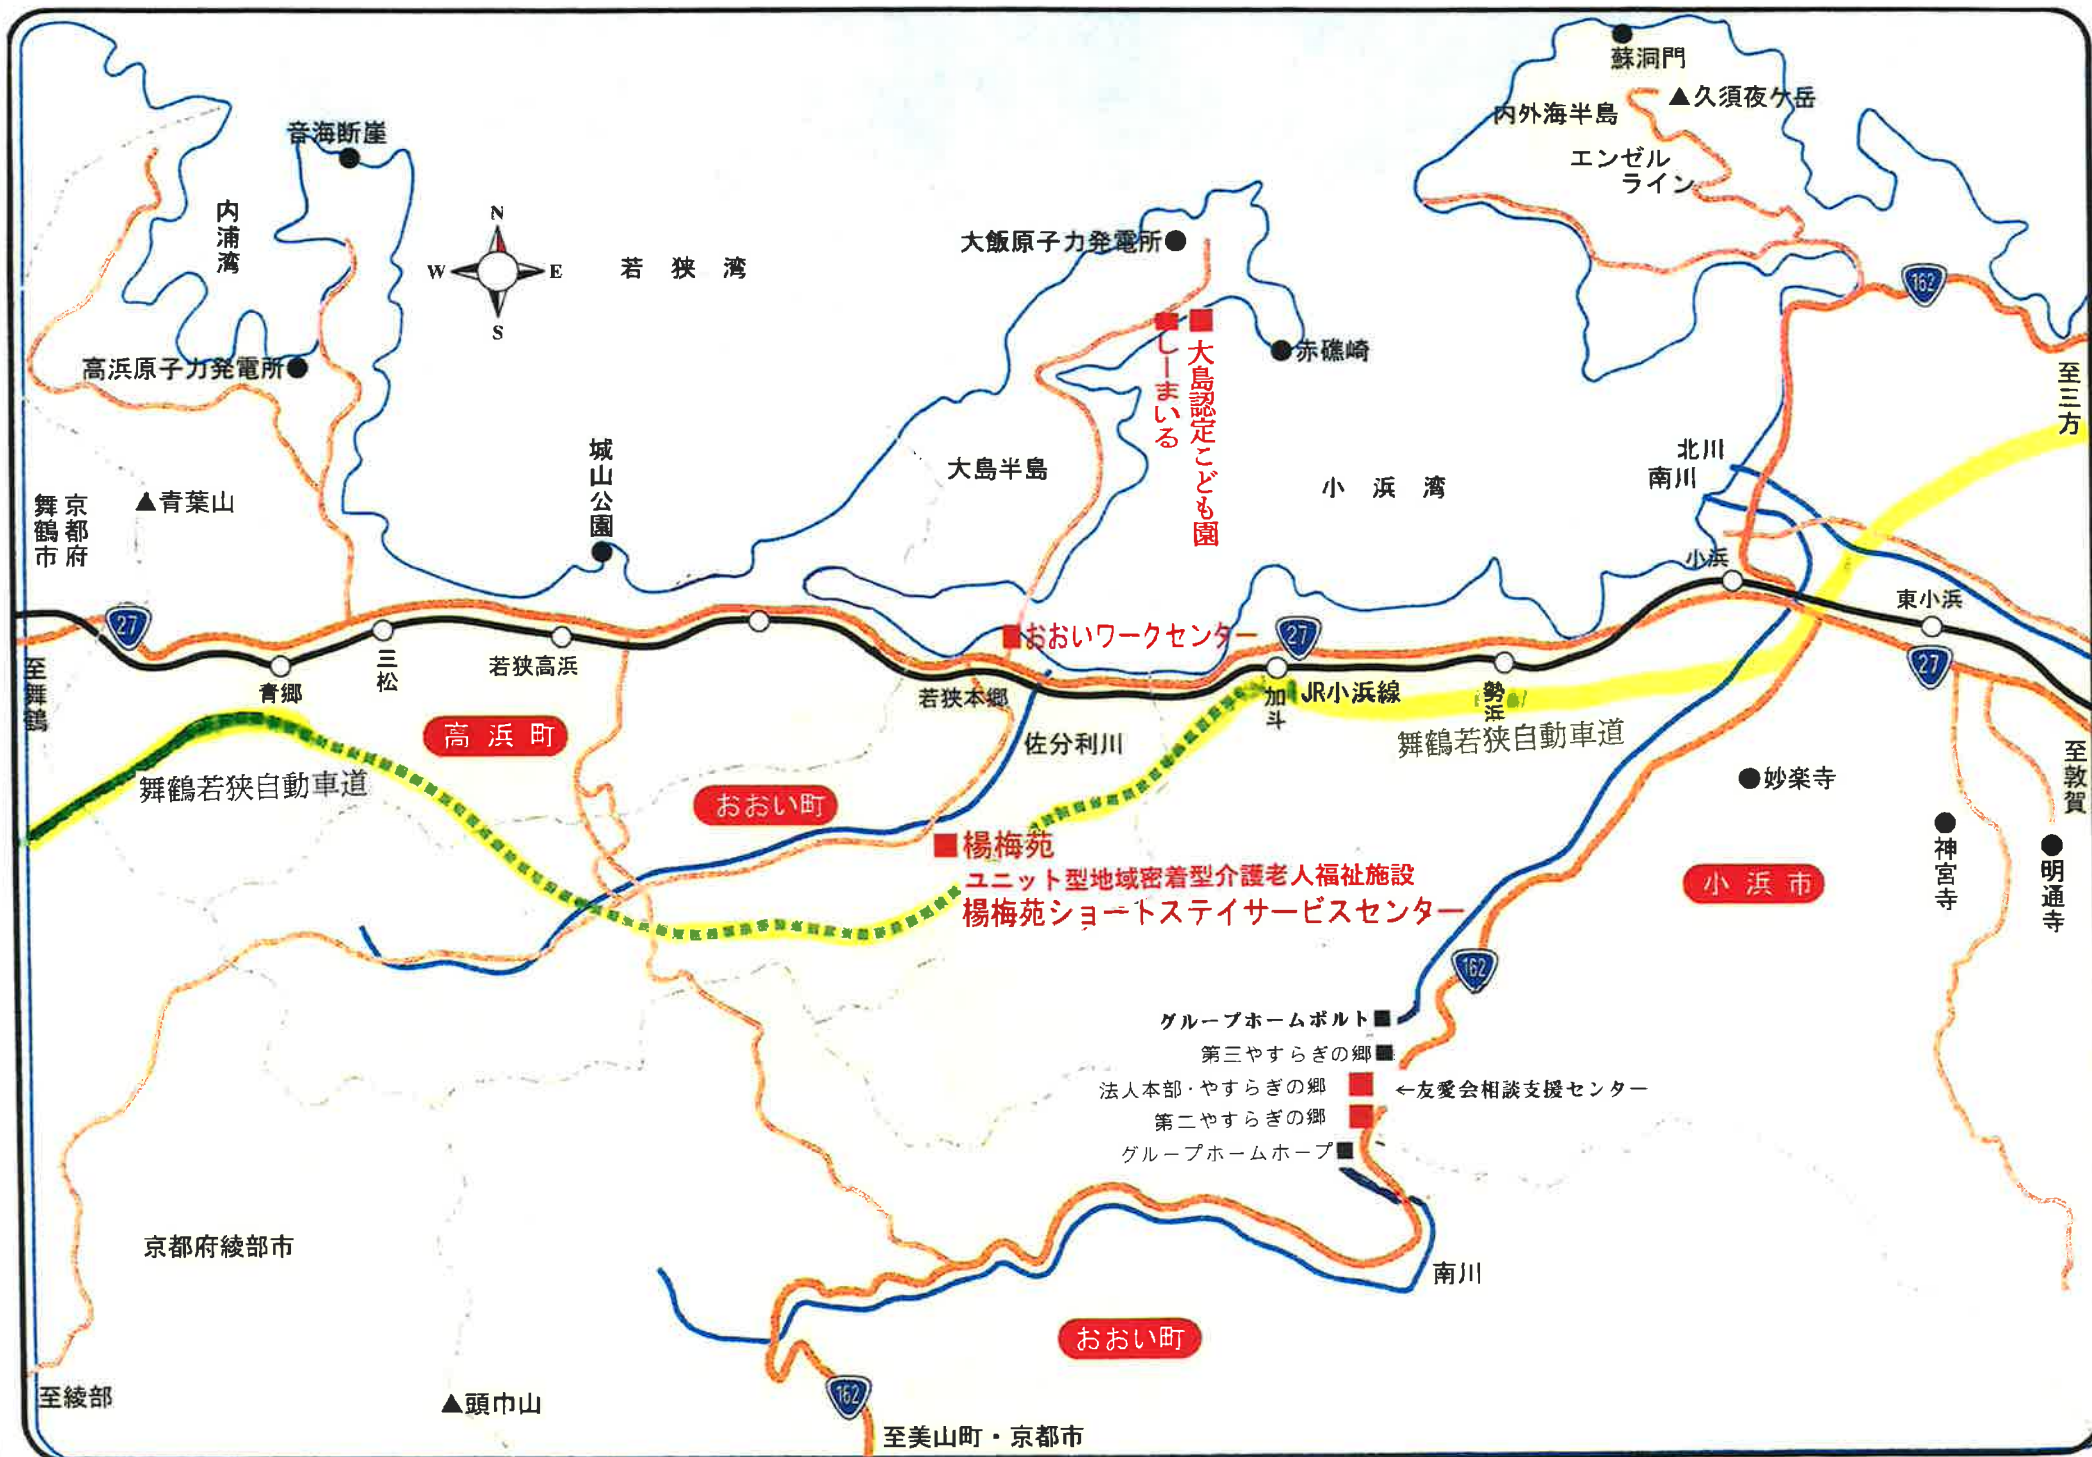 蘇洞門
▲久須夜ケ岳
内外海半島
エンゼル
ライン
音海断崖
内浦湾
N
W
E
S
若狭湾
大飯原子力発電所
162
しーまいる
大島認定こども園
赤礁崎
高浜原子力発電所
至三方
城山公園
大島半島
小浜湾
北川
南川
京都府
舞鶴市
▲青葉山
小浜
東小浜
27
おおいワークセンター
27
27
至舞鶴
青郷
三松
若狭高浜
若狭本郷
加斗
JR小浜線
勢浜
高浜町
佐分利川
舞鶴若狭自動車道
舞鶴若狭自動車道
至敦賀
妙楽寺
おおい町
楊梅苑
ユニット型地域密着型介護老人福祉施設
楊梅苑ショートステイサービスセンター
小浜市
神宮寺
明通寺
162
グループホームボルト
第三やすらぎの郷
法人本部・やすらぎの郷
←友愛会相談支援センター
第二やすらぎの郷
グループホームホープ
京都府綾部市
南川
おおい町
至綾部
▲頭巾山
162
至美山町・京都市